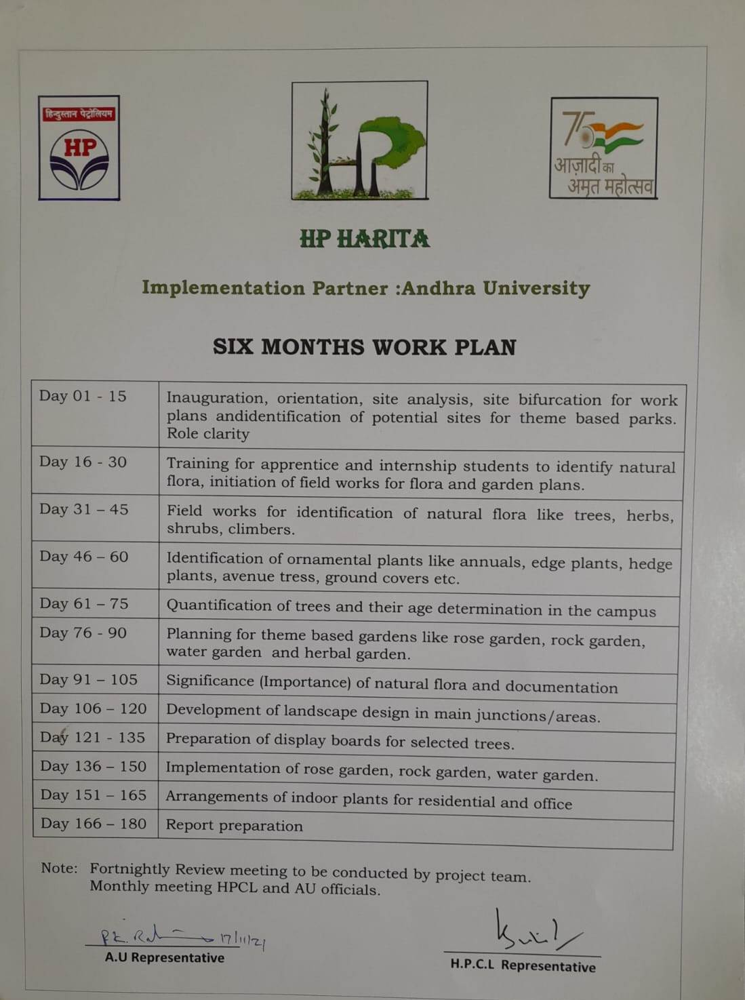 हिन्दुस्तान पेट्रोलियम
HP
HP
75
आज़ादी का
अमृत महोत्सव
HP HARITA
Implementation Partner :Andhra University
SIX MONTHS WORK PLAN
Day 01 - 15
Inauguration, orientation, site analysis, site bifurcation for work
plans andidentification of potential sites for theme based parks.
Role clarity
Day 16 - 30
Training for apprentice and internship students to identify natural
flora, initiation of field works for flora and garden plans.
Day 31 – 45
Field works for identification of natural flora like trees, herbs,
shrubs, climbers.
Day 46 – 60
Identification of ornamental plants like annuals, edge plants, hedge
plants, avenue tress, ground covers etc.
Day 61 – 75
Quantification of trees and their age determination in the campus
Day 76 - 90
Planning for theme based gardens like rose garden, rock garden,
water garden and herbal garden.
Day 91 – 105
Significance (Importance) of natural flora and documentation
Day 106 – 120
Development of landscape design in main junctions/areas.
Day 121 - 135
Preparation of display boards for selected trees.
Day 136 – 150
Implementation of rose garden, rock garden, water garden.
Day 151 – 165
Arrangements of indoor plants for residential and office
Day 166 – 180
Report preparation
Note: Fortnightly Review meeting to be conducted by project team.
Monthly meeting HPCL and AU officials.
17/11/21
A.U Representative
H.P.C.L Representative